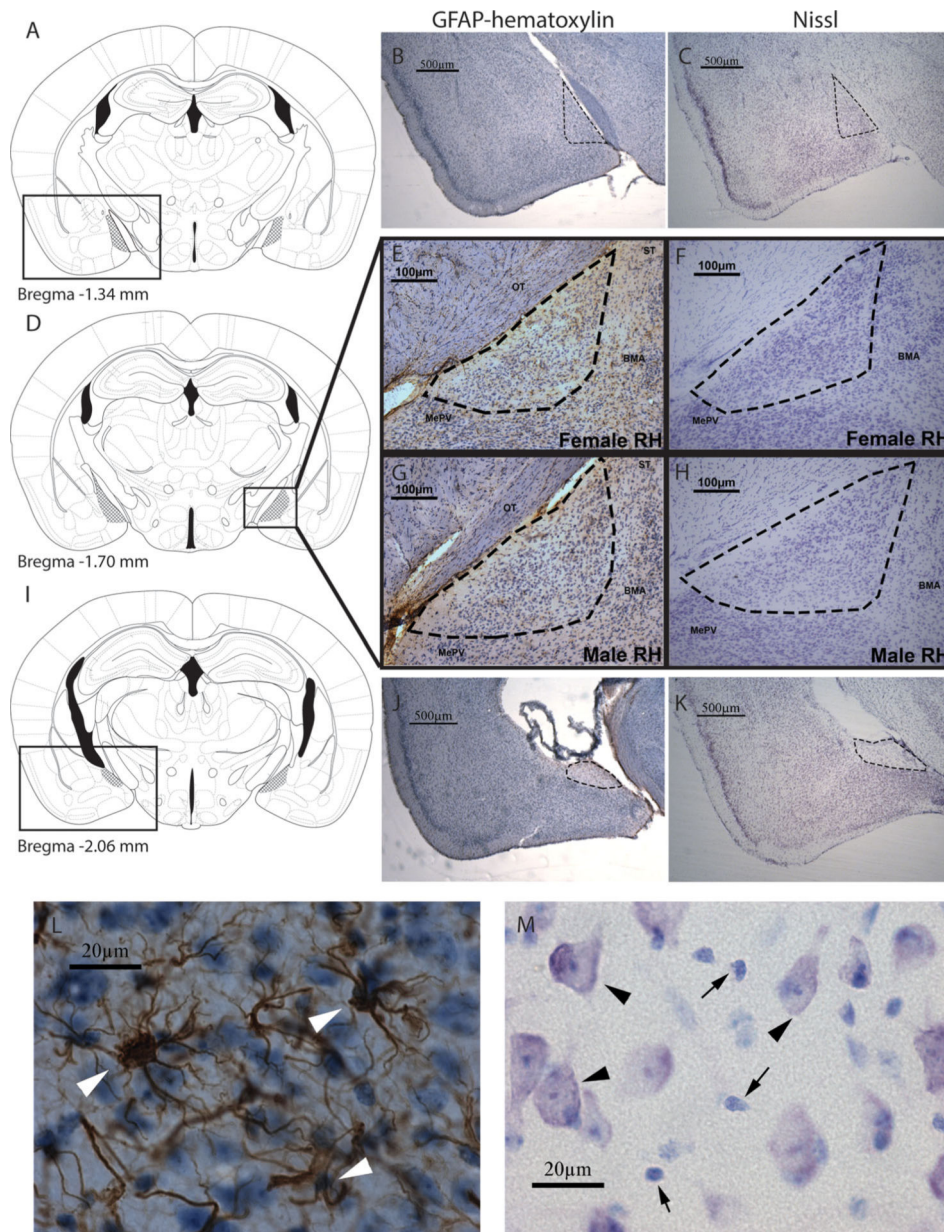 GFAP-hematoxylin
Nissl
A
Bregma -1.34 mm
B
500µm
C
500µm
D
Bregma -1.70 mm
E
100µm
OT
ST
BMA
MePV
Female RH
F
100µm
BMA
MePV
Female RH
G
100µm
OT
ST
BMA
MePV
Male RH
H
100µm
BMA
MePV
Male RH
I
Bregma -2.06 mm
J
500µm
K
500µm
L
20µm
M
20µm